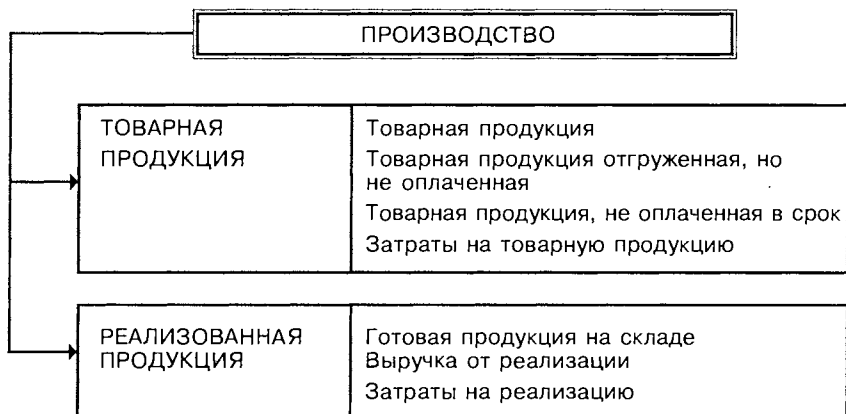 ПРОИЗВОДСТВО
ТОВАРНАЯ
ПРОДУКЦИЯ
Товарная продукция
Товарная продукция отгруженная, но
не оплаченная
Товарная продукция, не оплаченная в срок
Затраты на товарную продукцию
РЕАЛИЗОВАННАЯ
ПРОДУКЦИЯ
Готовая продукция на складе
Выручка от реализации
Затраты на реализацию